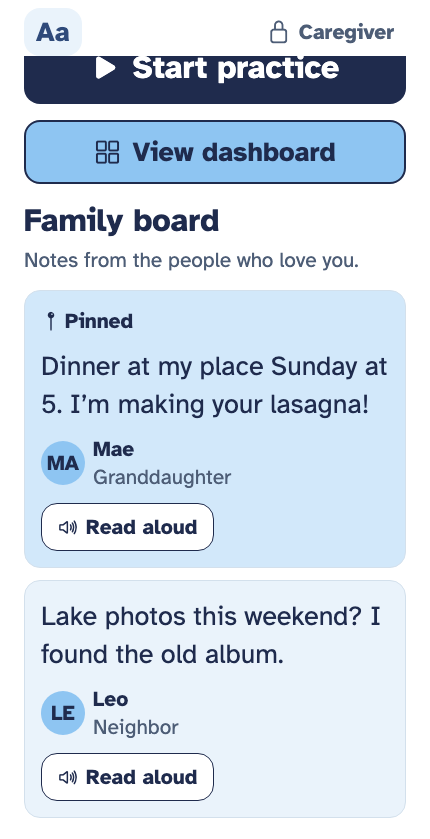 Aa
Caregiver
Start practice
View dashboard
Family board
Notes from the people who love you.
Pinned
Dinner at my place Sunday at
5. I’m making your lasagna!
MA
Mae
Granddaughter
Read aloud
Lake photos this weekend? I
found the old album.
LE
Leo
Neighbor
Read aloud